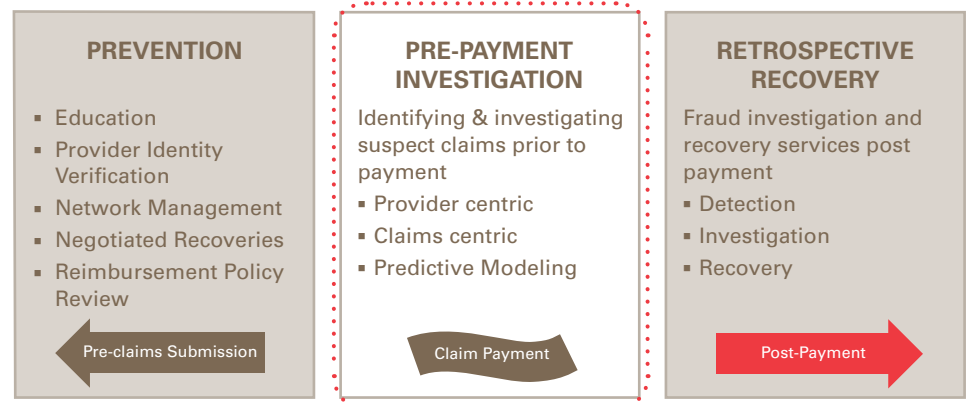 PREVENTION
▪ Education
▪ Provider Identity
Verification
▪ Network Management
▪ Negotiated Recoveries
▪ Reimbursement Policy
Review
Pre-claims Submission
PRE-PAYMENT
INVESTIGATION
Identifying & investigating
suspect claims prior to
payment
▪ Provider centric
▪ Claims centric
▪ Predictive Modeling
Claim Payment
RETROSPECTIVE
RECOVERY
Fraud investigation and
recovery services post
payment
▪ Detection
▪ Investigation
▪ Recovery
Post-Payment